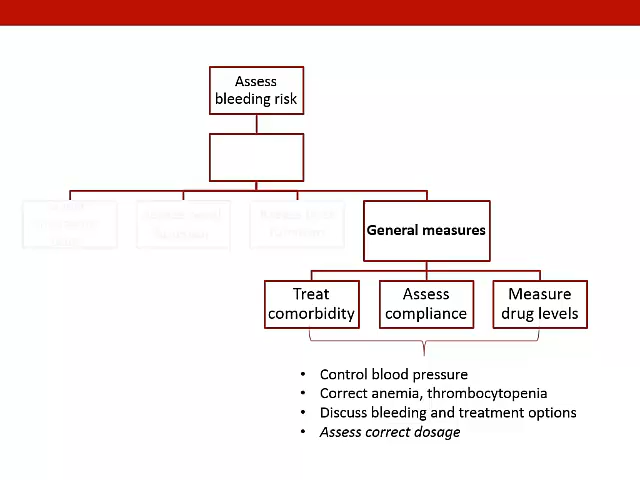 Assess
bleeding risk
General measures
Treat
comorbidity
Assess
compliance
Measure
drug levels
• Control blood pressure
• Correct anemia, thrombocytopenia
• Discuss bleeding and treatment options
• Assess correct dosage